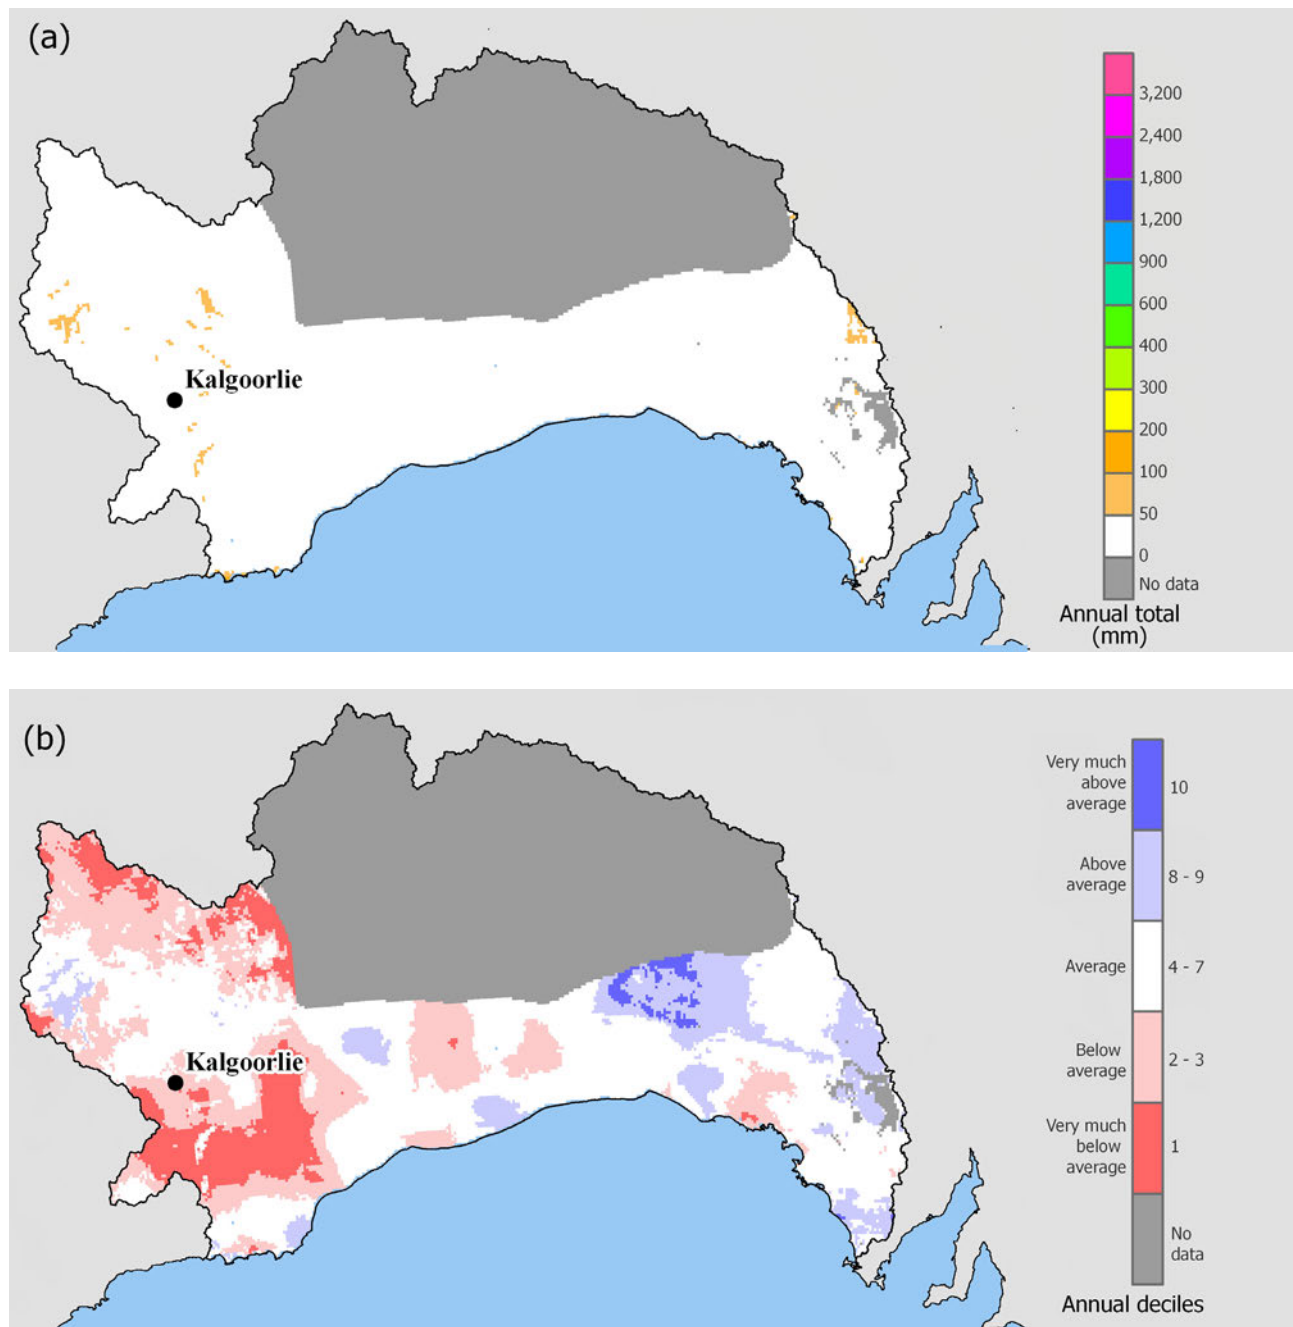 (a)
3,200
2,400
1,800
1,200
900
600
400
300
200
100
50
0
No data
Annual total
(mm)
Kalgoorlie
(b)
Very much
above
average
10
Above
average
8 - 9
Average
4 - 7
Below
average
2 - 3
Very much
below
average
1
No
data
Annual deciles
Kalgoorlie